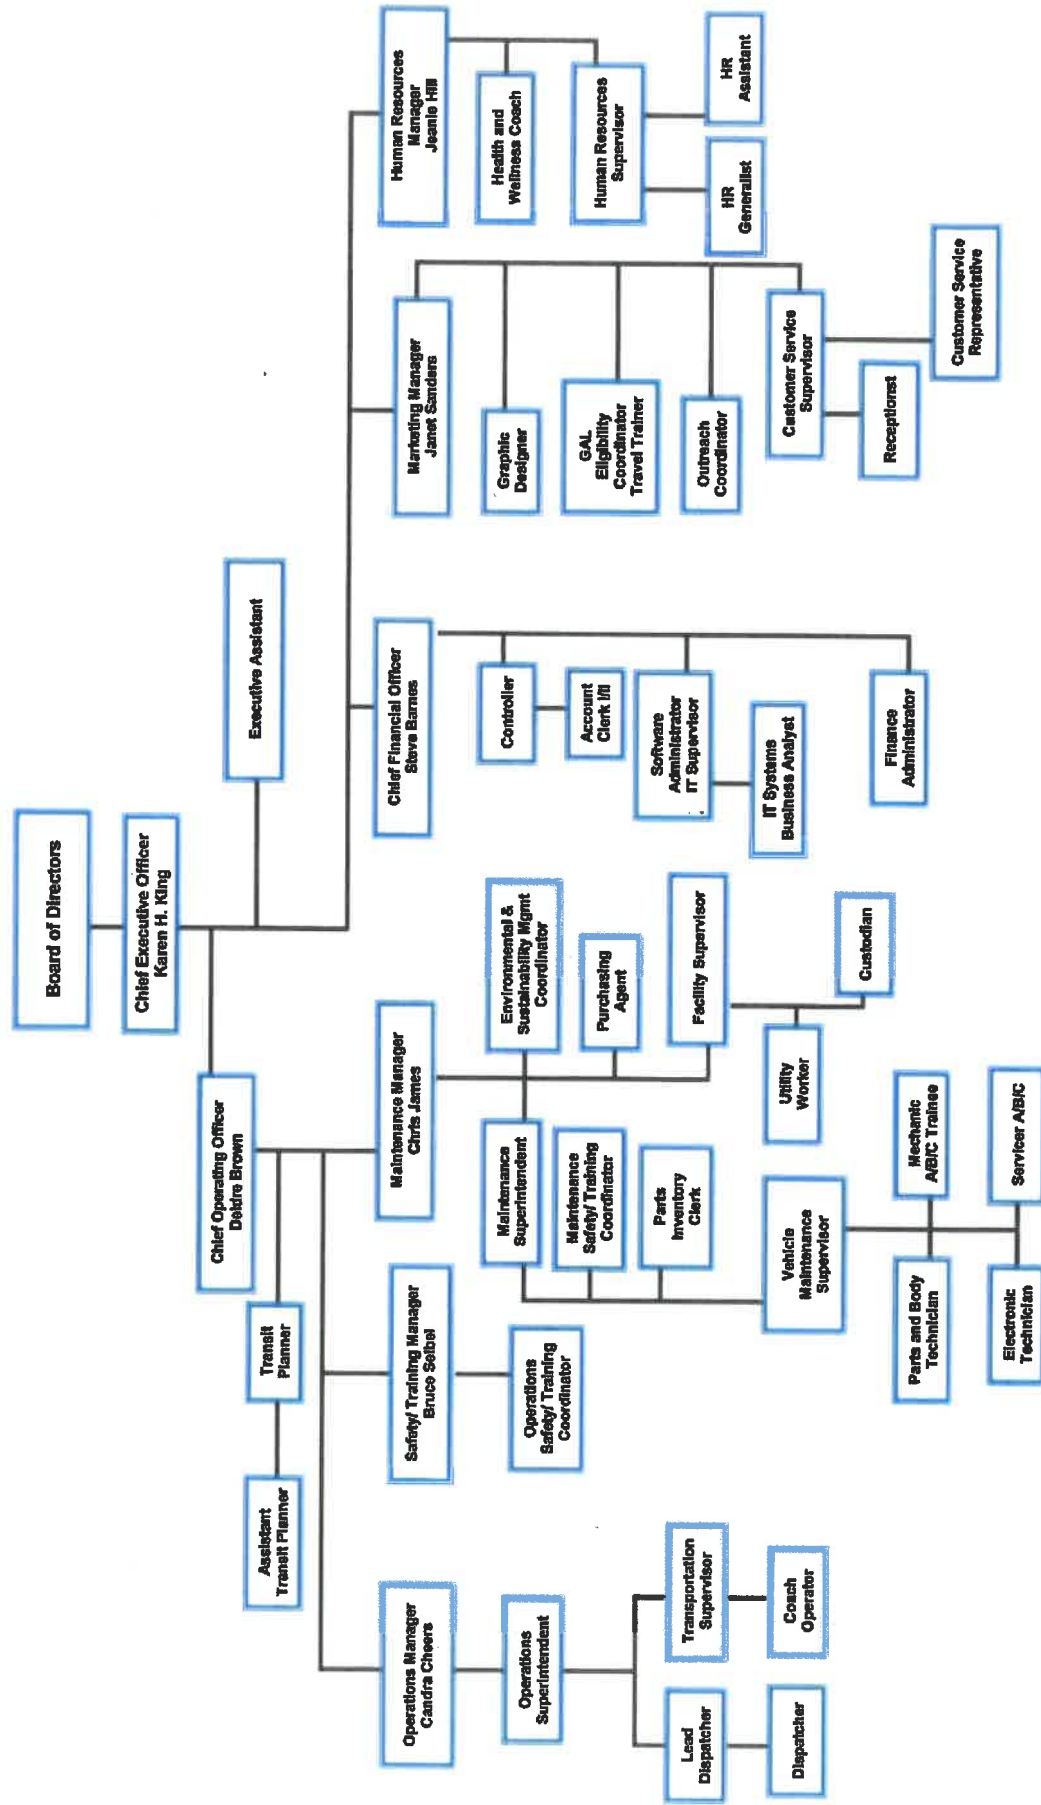 Board of Directors
Chief Executive Officer
Karen H. King
Executive Assistant
Chief Operating Officer
Deidre Brown
Transit
Planner
Assistant
Transit Planner
Operations Manager
Candra Cheers
Operations
Superintendent
Lead
Dispatcher
Dispatcher
Transportation
Supervisor
Coach
Operator
Safety/ Training Manager
Bruce Seibel
Operations
Safety/ Training
Coordinator
Maintenance Manager
Chris James
Maintenance
Superintendent
Maintenance
Safety/ Training
Coordinator
Parts
Inventory
Clerk
Vehicle
Maintenance
Supervisor
Parts and Body
Technician
Mechanic
A/B/C Trainee
Electronic
Technician
Servicer A/B/C
Environmental &
Sustainability Mgmt
Coordinator
Purchasing
Agent
Facility Supervisor
Utility
Worker
Custodian
Chief Financial Officer
Steve Barnes
Controller
Account
Clerk I/II
Software
Administrator
IT Supervisor
IT Systems
Business Analyst
Finance
Administrator
Marketing Manager
Janet Sanders
Graphic
Designer
GAL
Eligibility
Coordinator
Travel Trainer
Outreach
Coordinator
Customer Service
Supervisor
Receptionst
Customer Service
Representative
Human Resources
Manager
Jeanie Hill
Health and
Wellness Coach
Human Resources
Supervisor
HR
Generalist
HR
Assistant